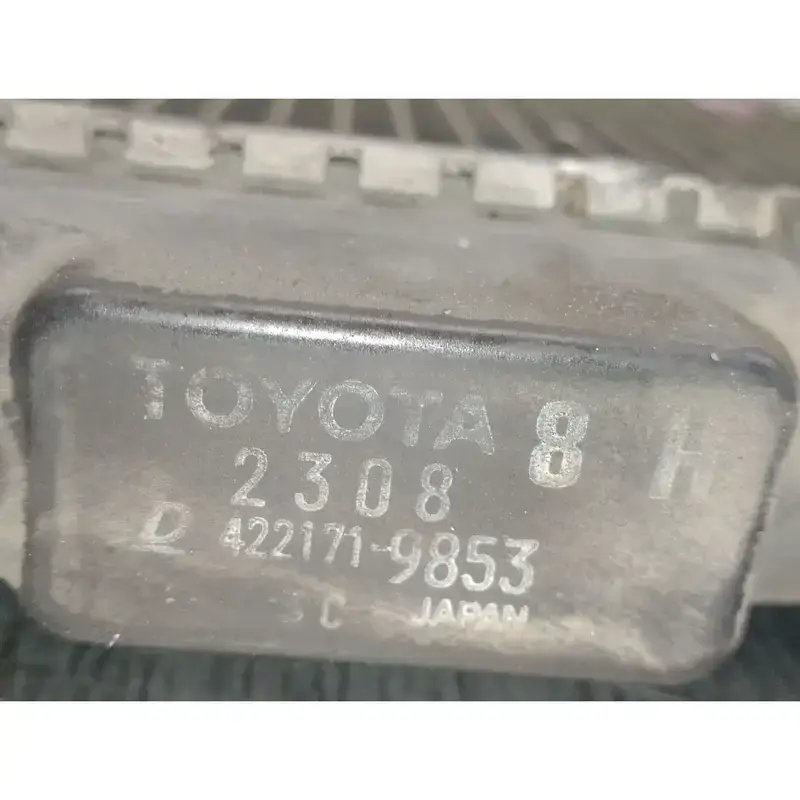 TOYOTA 8 H
2308
D 422171-9853
C JAPAN